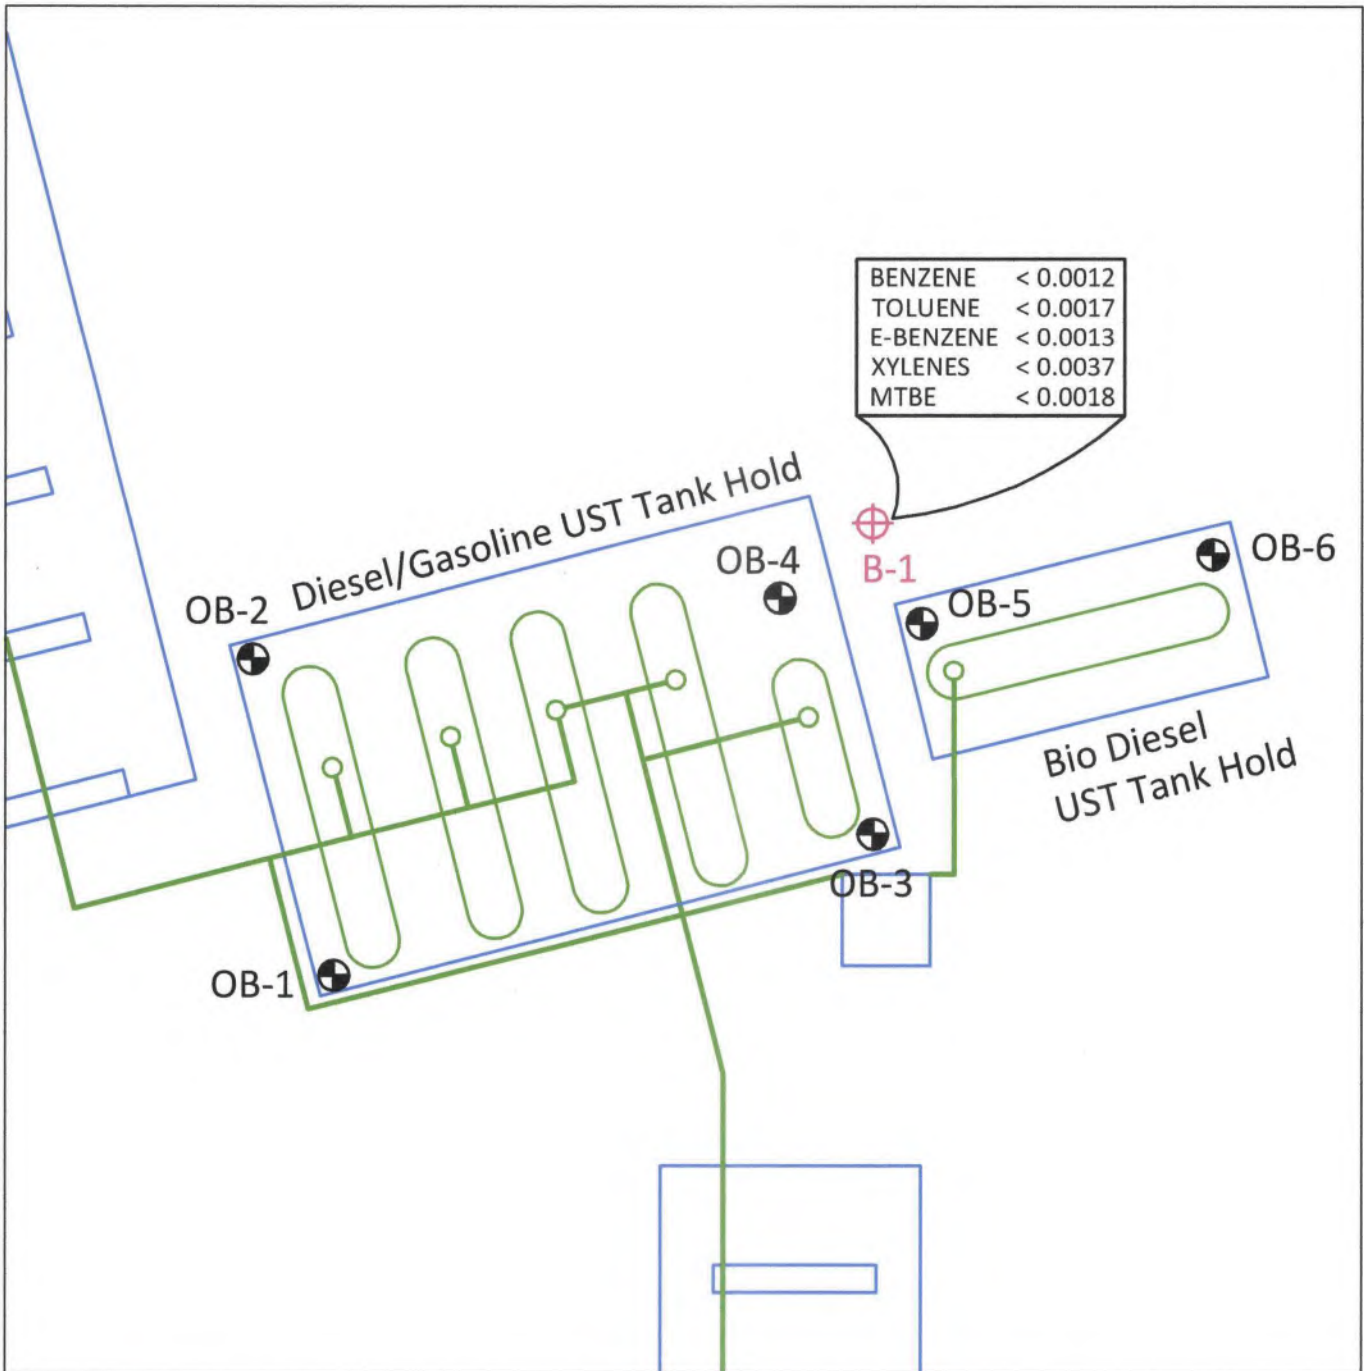 BENZENE < 0.0012
TOLUENE < 0.0017
E-BENZENE < 0.0013
XYLENES < 0.0037
MTBE < 0.0018
Diesel/Gasoline UST Tank Hold
B-1
OB-4
OB-6
OB-2
OB-5
Bio Diesel
UST Tank Hold
OB-3
OB-1